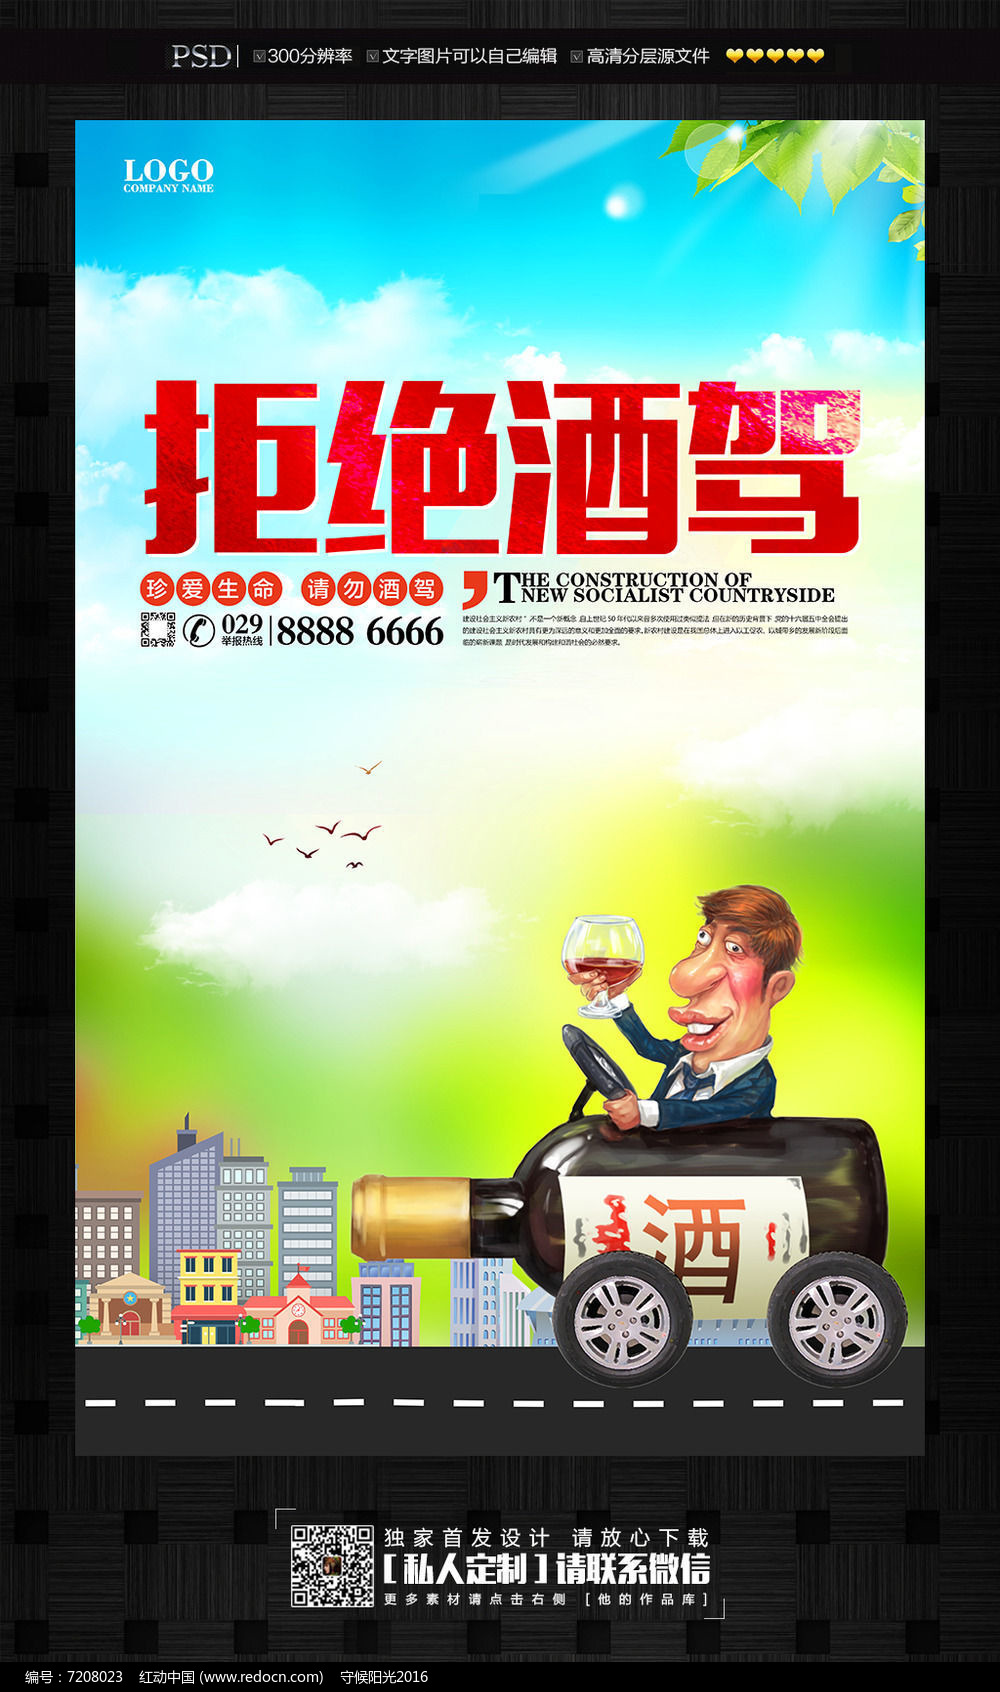 PSD 300分辨率 文字图片可以自己编辑 高清分层源文件
LOGO
COMPANY NAME
拒绝酒驾
珍爱生命 请勿酒驾
029
举报热线
8888 6666
THE CONSTRUCTION OF
NEW SOCIALIST COUNTRYSIDE
酒
独家首发设计 请放心下载
[私人定制]请联系微信
更多素材请点击右侧 [他的作品库]
编号：7208023 红动中国 (www.redocn.com) 守候阳光2016